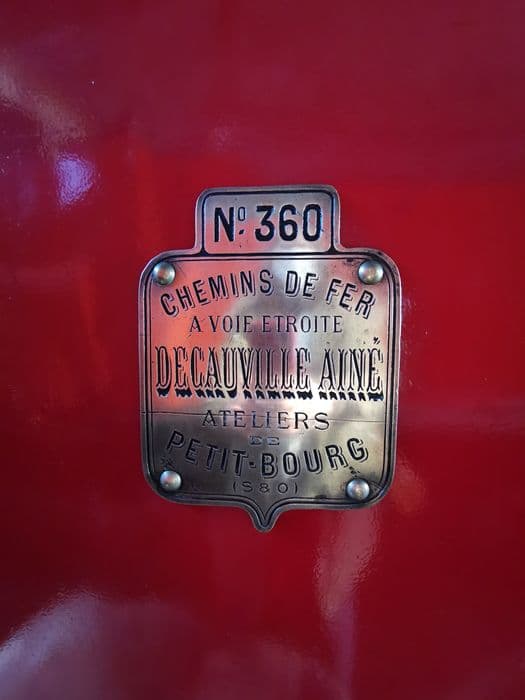 Nº 360
CHEMINS DE FER
A VOIE ETROITE
DECAUVILLE AINÉ
ATELIERS
DE
PETIT-BOURG
(S & O)